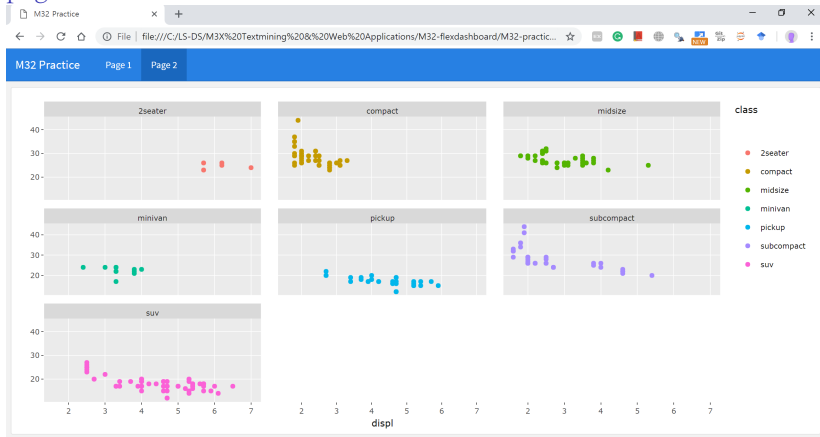 M32 Practice
File | file:///C:/LS-DS/M3X%20Textmining%20&%20Web%20Applications/M32-flexdashboard/M32-practic...
NEW
M32 Practice Page 1 Page 2
2seater compact midsize class
40
30
20
2seater
compact
midsize
minivan
pickup
subcompact
suv
minivan pickup subcompact
40
30
20
suv
40
30
20
2 3 4 5 6 7 2 3 4 5 6 7 2 3 4 5 6 7
displ